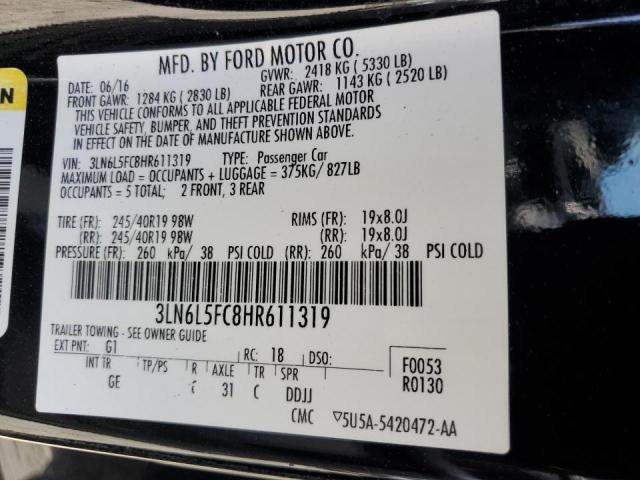 N
MFD. BY FORD MOTOR CO.
DATE: 06/16 GVWR: 2418 KG ( 5330 LB)
FRONT GAWR: 1284 KG ( 2830 LB) REAR GAWR: 1143 KG ( 2520 LB)
THIS VEHICLE CONFORMS TO ALL APPLICABLE FEDERAL MOTOR
VEHICLE SAFETY, BUMPER, AND THEFT PREVENTION STANDARDS
IN EFFECT ON THE DATE OF MANUFACTURE SHOWN ABOVE.
VIN: 3LN6L5FC8HR611319 TYPE: Passenger Car
MAXIMUM LOAD = OCCUPANTS + LUGGAGE = 375KG/ 827LB
OCCUPANTS: 5 TOTAL; 2 FRONT, 3 REAR
TIRE (FR): 245/40R19 98W RIMS (FR): 19x8.0J
(RR): 245/40R19 98W (RR): 19x8.0J
PRESSURE (FR): 260 kPa/ 38 PSI COLD (RR): 260 kPa/ 38 PSI COLD
3LN6L5FC8HR611319
TRAILER TOWING - SEE OWNER GUIDE
EXT PNT: G1 RC: 18 DSO:
INT TR TP/PS R AXLE TR SPR F0053
GE C 31 C DDJJ R0130
CMC ▽5U5A-5420472-AA